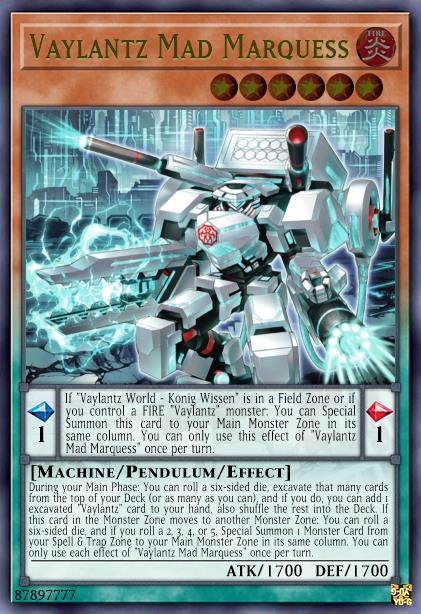 VAYLANTZ MAD MARQUESS
FIRE
炎
If "Vaylantz World - Konig Wissen" is in a Field Zone or if
you control a FIRE "Vaylantz" monster: You can Special
Summon this card to your Main Monster Zone in its
same column. You can only use this effect of "Vaylantz
Mad Marquess" once per turn.
1
1
[MACHINE/PENDULUM/EFFECT]
During your Main Phase: You can roll a six-sided die, excavate that many cards
from the top of your Deck (or as many as you can), and if you do, you can add 1
excavated "Vaylantz" card to your hand, also shuffle the rest into the Deck. If
this card in the Monster Zone moves to another Monster Zone: You can roll a
six-sided die, and if you roll a 2, 3, 4, or 5, Special Summon 1 Monster Card from
your Spell & Trap Zone to your Main Monster Zone in its same column. You can
only use each effect of "Vaylantz Mad Marquess" once per turn.
ATK/1700 DEF/1700
87897777